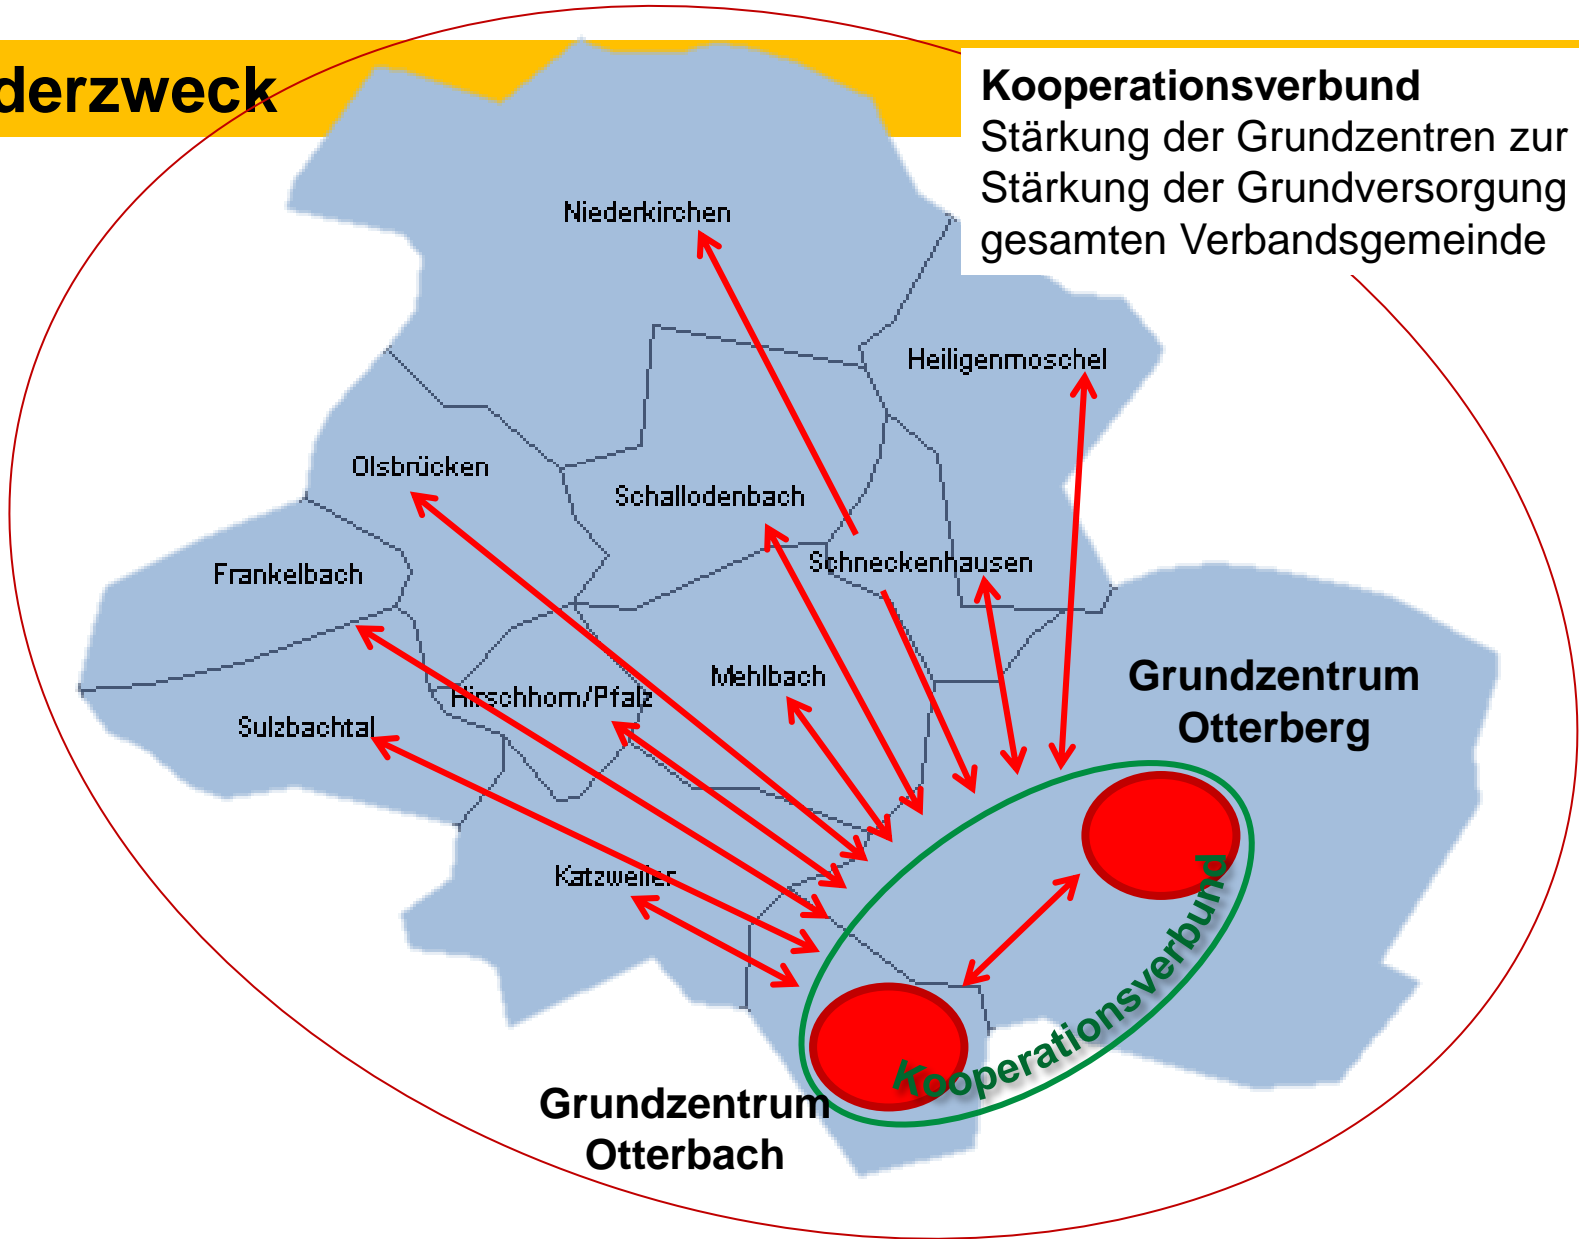 derzweck
Kooperationsverbund
Stärkung der Grundzentren zur
Stärkung der Grundversorgung
gesamten Verbandsgemeinde
Niederkirchen
Heiligenmoschel
Olsbrücken
Schallodenbach
Schneckenhausen
Frankelbach
Mehlbach
Hirschhorn/Pfalz
Sulzbachtal
Grundzentrum
Otterberg
Katzweiler
Kooperationsverbund
Grundzentrum
Otterbach